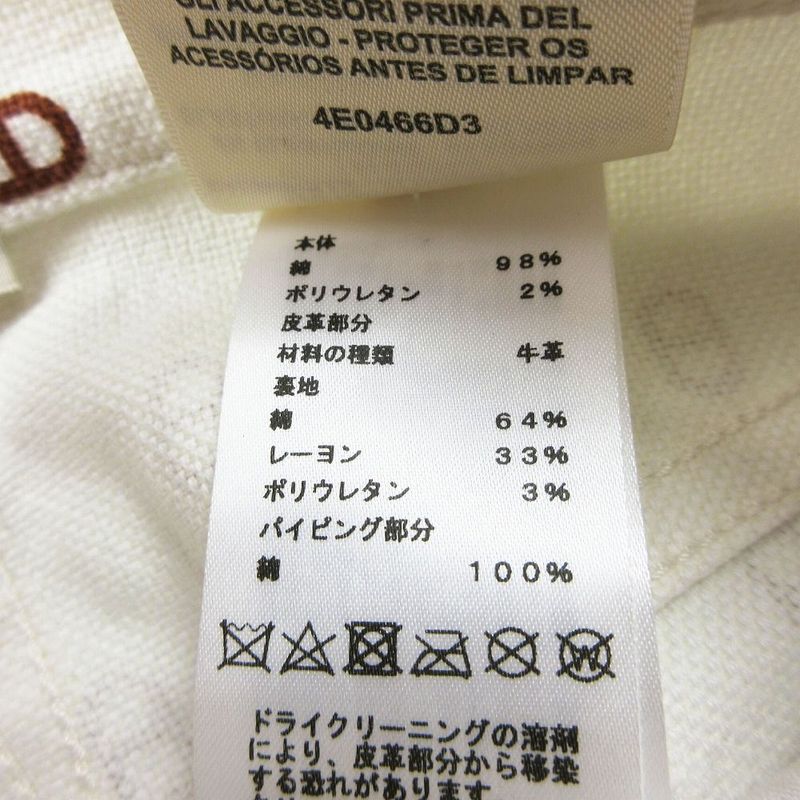 GLI ACCESSORI PRIMA DEL
LAVAGGIO - PROTEGER OS
ACESSÓRIOS ANTES DE LIMPAR
4E0466D3
D
本体
綿 98%
ポリウレタン 2%
皮革部分
材料の種類 牛革
裏地
綿 64%
レーヨン 33%
ポリウレタン 3%
パイピング部分
綿 100%
W
ドライクリーニングの溶剤
により、皮革部分から移染
する恐れがあります